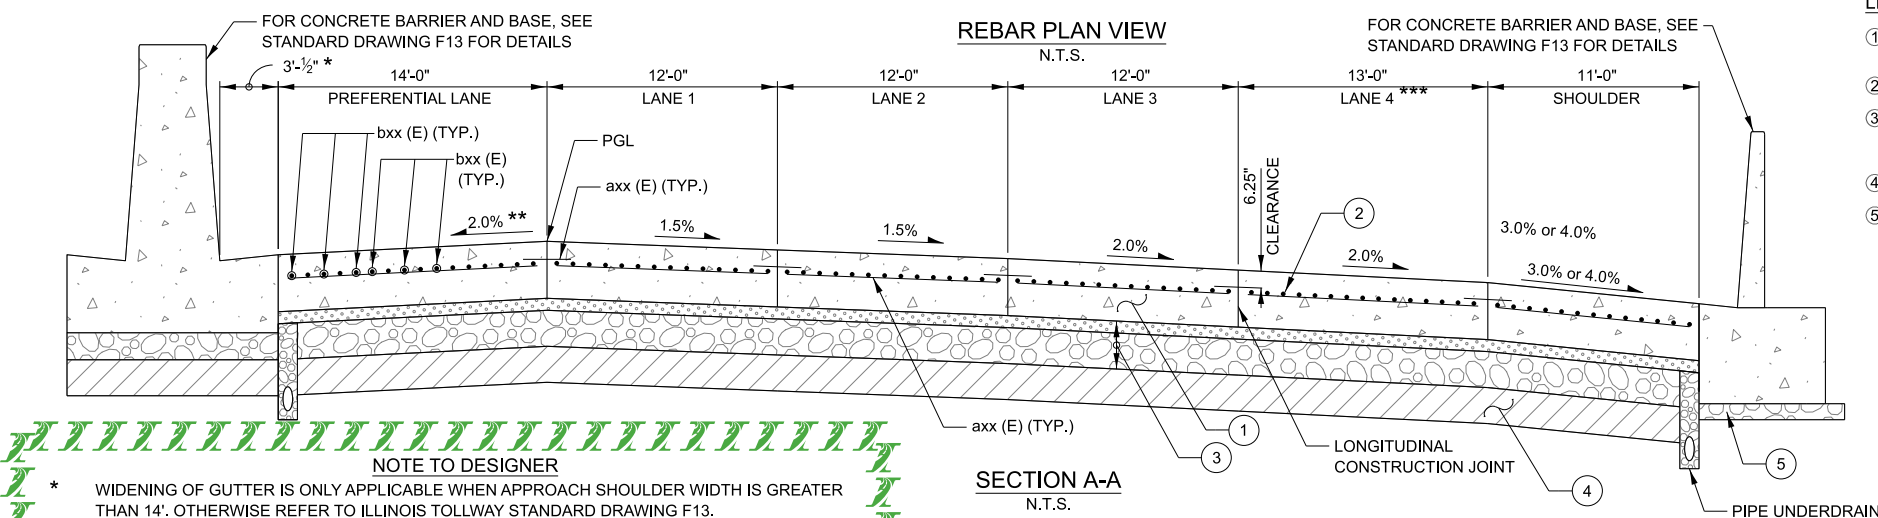 FOR CONCRETE BARRIER AND BASE, SEE
STANDARD DRAWING F13 FOR DETAILS
REBAR PLAN VIEW
N.T.S.
FOR CONCRETE BARRIER AND BASE, SEE
STANDARD DRAWING F13 FOR DETAILS
3'-½" *
14'-0"
12'-0"
12'-0"
12'-0"
13'-0"
11'-0"
PREFERENTIAL LANE
LANE 1
LANE 2
LANE 3
LANE 4 ***
SHOULDER
1
2
3
4
5
bxx (E) (TYP.)
bxx (E)
(TYP.)
PGL
axx (E) (TYP.)
6.25"
CLEARANCE
2
2.0% **
1.5%
1.5%
2.0%
2.0%
3.0% or 4.0%
3.0% or 4.0%
axx (E) (TYP.)
1
3
LONGITUDINAL
CONSTRUCTION JOINT
4
5
PIPE UNDERDRAIN
SECTION A-A
N.T.S.
NOTE TO DESIGNER
* WIDENING OF GUTTER IS ONLY APPLICABLE WHEN APPROACH SHOULDER WIDTH IS GREATER
THAN 14'. OTHERWISE REFER TO ILLINOIS TOLLWAY STANDARD DRAWING F13.